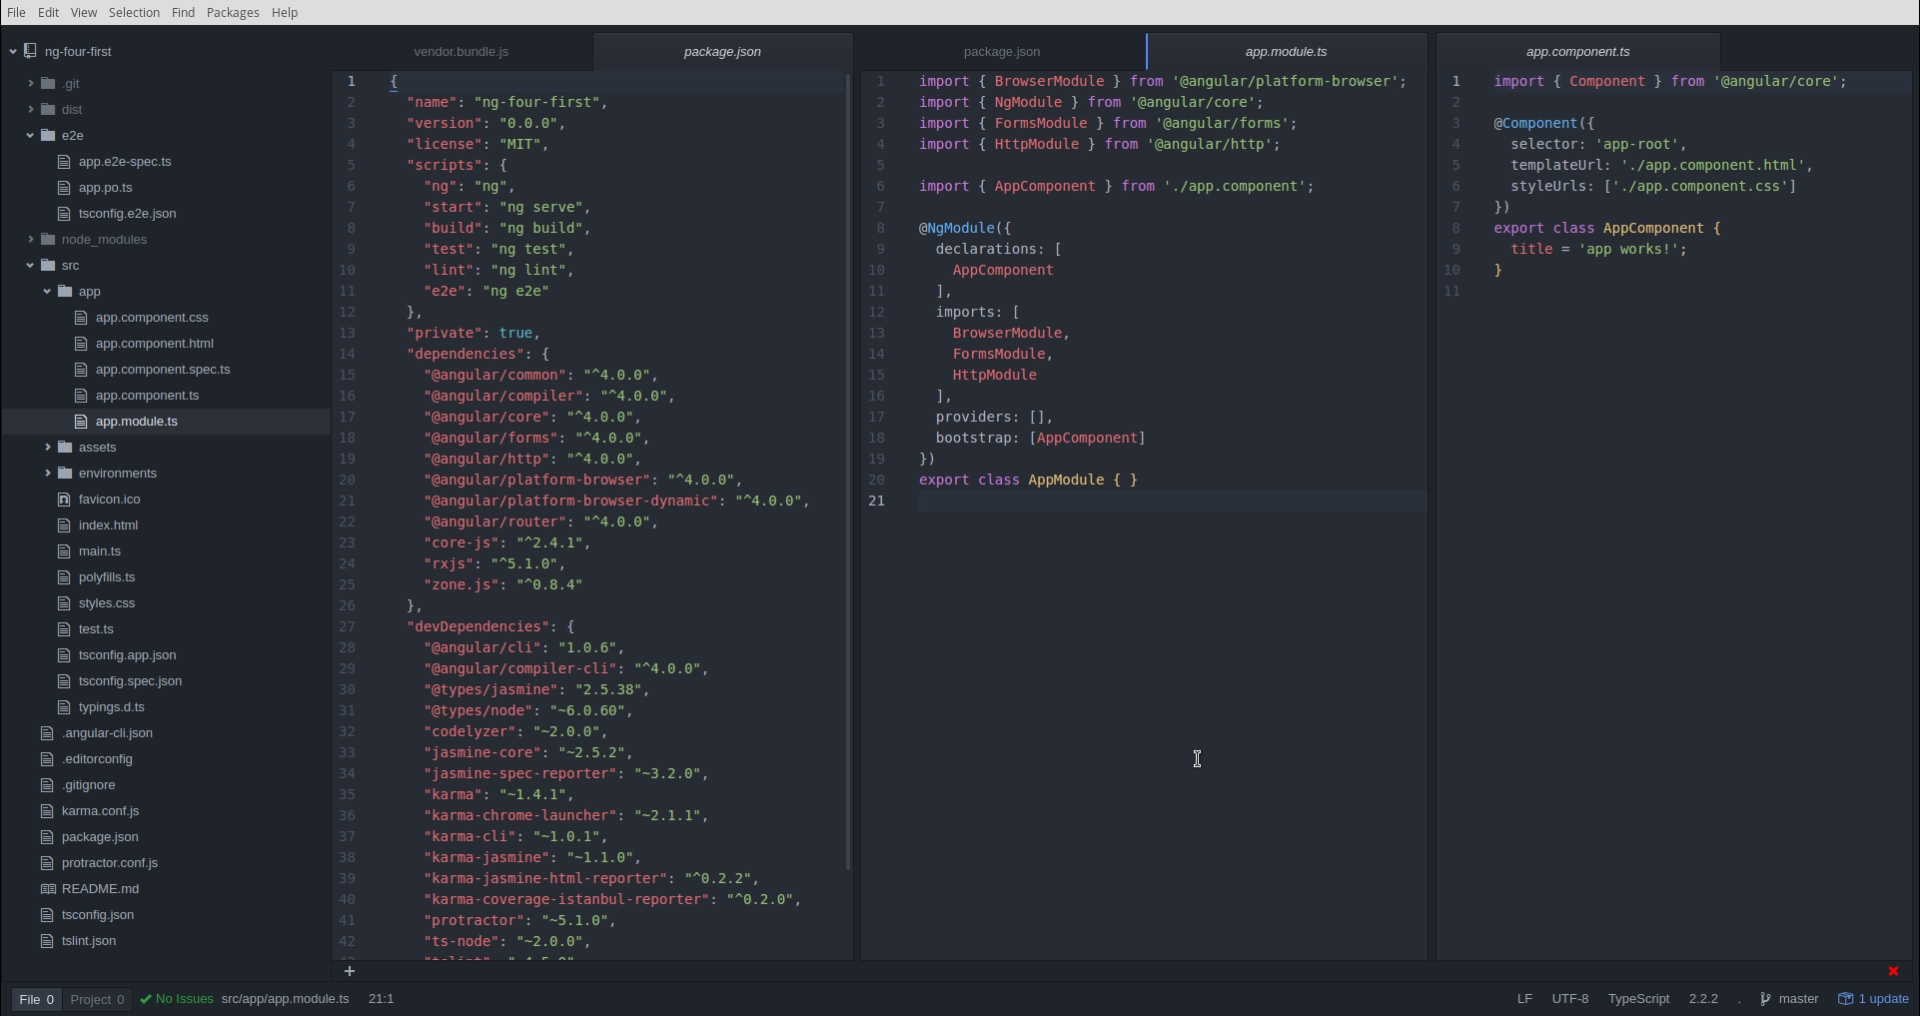 File Edit View Selection Find Packages Help
ng-four-first
.git
dist
e2e
app.e2e-spec.ts
app.po.ts
tsconfig.e2e.json
node_modules
src
app
app.component.css
app.component.html
app.component.spec.ts
app.component.ts
app.module.ts
assets
environments
favicon.ico
index.html
main.ts
polyfills.ts
styles.css
test.ts
tsconfig.app.json
tsconfig.spec.json
typings.d.ts
.angular-cli.json
.editorconfig
.gitignore
karma.conf.js
package.json
protractor.conf.js
README.md
tsconfig.json
tslint.json
vendor.bundle.js package.json
1 {
2 "name": "ng-four-first",
3 "version": "0.0.0",
4 "license": "MIT",
5 "scripts": {
6 "ng": "ng",
7 "start": "ng serve",
8 "build": "ng build",
9 "test": "ng test",
10 "lint": "ng lint",
11 "e2e": "ng e2e"
12 },
13 "private": true,
14 "dependencies": {
15 "@angular/common": "^4.0.0",
16 "@angular/compiler": "^4.0.0",
17 "@angular/core": "^4.0.0",
18 "@angular/forms": "^4.0.0",
19 "@angular/http": "^4.0.0",
20 "@angular/platform-browser": "^4.0.0",
21 "@angular/platform-browser-dynamic": "^4.0.0",
22 "@angular/router": "^4.0.0",
23 "core-js": "^2.4.1",
24 "rxjs": "^5.1.0",
25 "zone.js": "^0.8.4"
26 },
27 "devDependencies": {
28 "@angular/cli": "1.0.6",
29 "@angular/compiler-cli": "^4.0.0",
30 "@types/jasmine": "2.5.38",
31 "@types/node": "~6.0.60",
32 "codelyzer": "~2.0.0",
33 "jasmine-core": "~2.5.2",
34 "jasmine-spec-reporter": "~3.2.0",
35 "karma": "~1.4.1",
36 "karma-chrome-launcher": "~2.1.1",
37 "karma-cli": "~1.0.1",
38 "karma-jasmine": "~1.1.0",
39 "karma-jasmine-html-reporter": "^0.2.2",
40 "karma-coverage-istanbul-reporter": "^0.2.0",
41 "protractor": "~5.1.0",
42 "ts-node": "~2.0.0",
package.json app.module.ts
1 import { BrowserModule } from '@angular/platform-browser';
2 import { NgModule } from '@angular/core';
3 import { FormsModule } from '@angular/forms';
4 import { HttpModule } from '@angular/http';
5
6 import { AppComponent } from './app.component';
7
8 @NgModule({
9 declarations: [
10 AppComponent
11 ],
12 imports: [
13 BrowserModule,
14 FormsModule,
15 HttpModule
16 ],
17 providers: [],
18 bootstrap: [AppComponent]
19 })
20 export class AppModule { }
21
app.component.ts
1 import { Component } from '@angular/core';
2
3 @Component({
4 selector: 'app-root',
5 templateUrl: './app.component.html',
6 styleUrls: ['./app.component.css']
7 })
8 export class AppComponent {
9 title = 'app works!';
10 }
11
+
File 0 Project 0 No Issues src/app/app.module.ts 21:1 LF UTF-8 TypeScript 2.2.2 . master 1 update